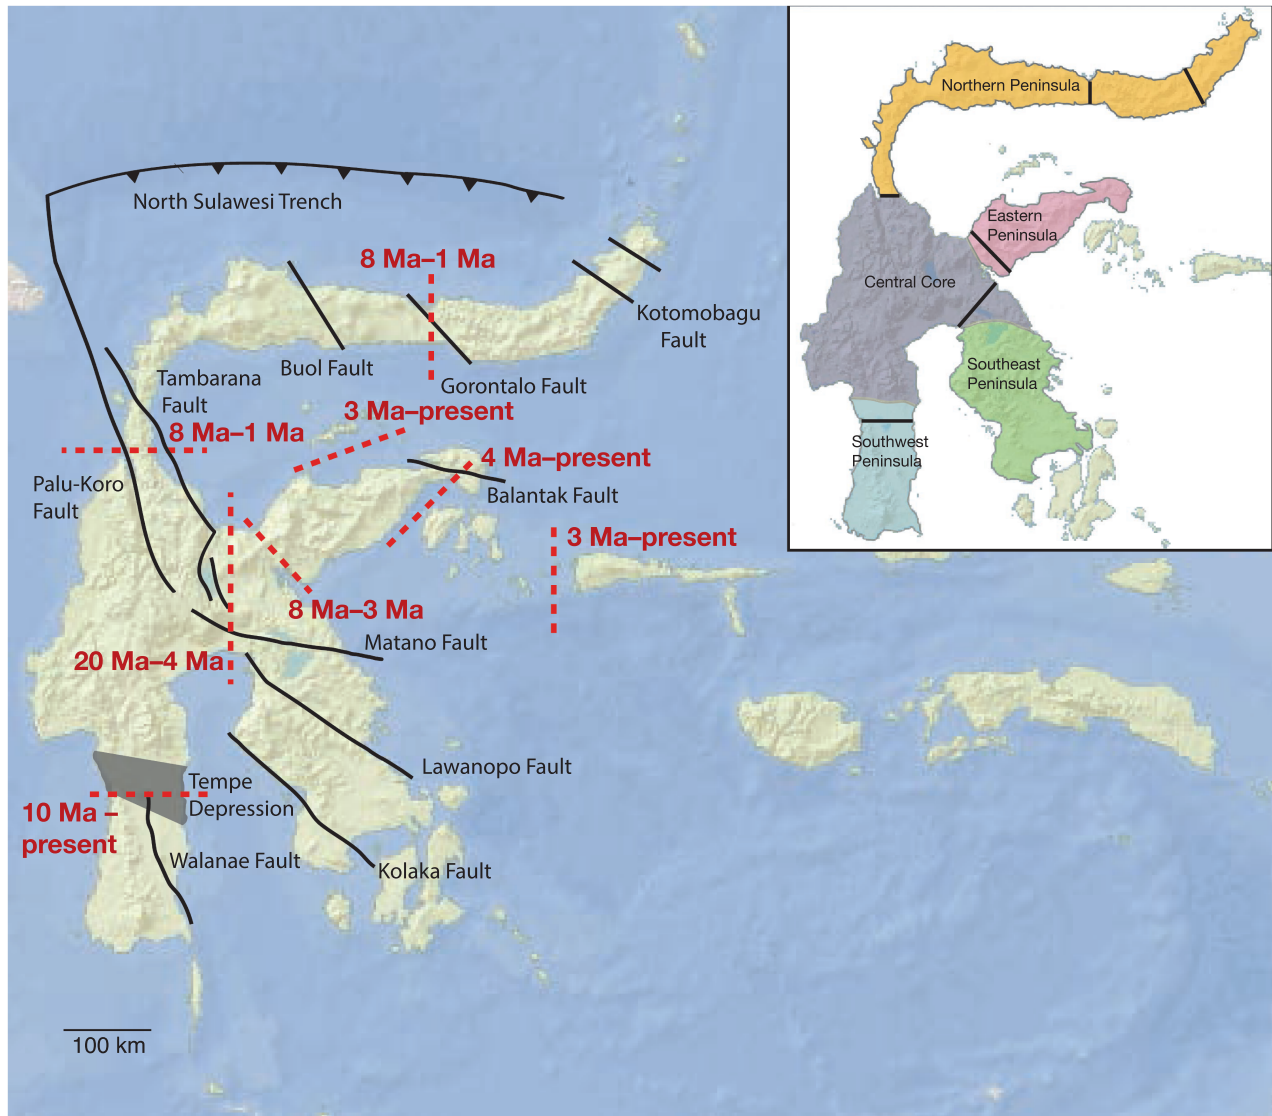 Northern Peninsula
Eastern
Peninsula
Central Core
Southeast
Peninsula
Southwest
Peninsula
North Sulawesi Trench
8 Ma–1 Ma
Kotomobagu
Fault
Buol Fault
Tambarana
Fault
Gorontalo Fault
3 Ma–present
8 Ma–1 Ma
4 Ma–present
Palu-Koro
Fault
Balantak Fault
3 Ma–present
8 Ma–3 Ma
Matano Fault
20 Ma–4 Ma
Lawanopo Fault
Tempe
Depression
10 Ma –
present
Walanae Fault
Kolaka Fault
100 km